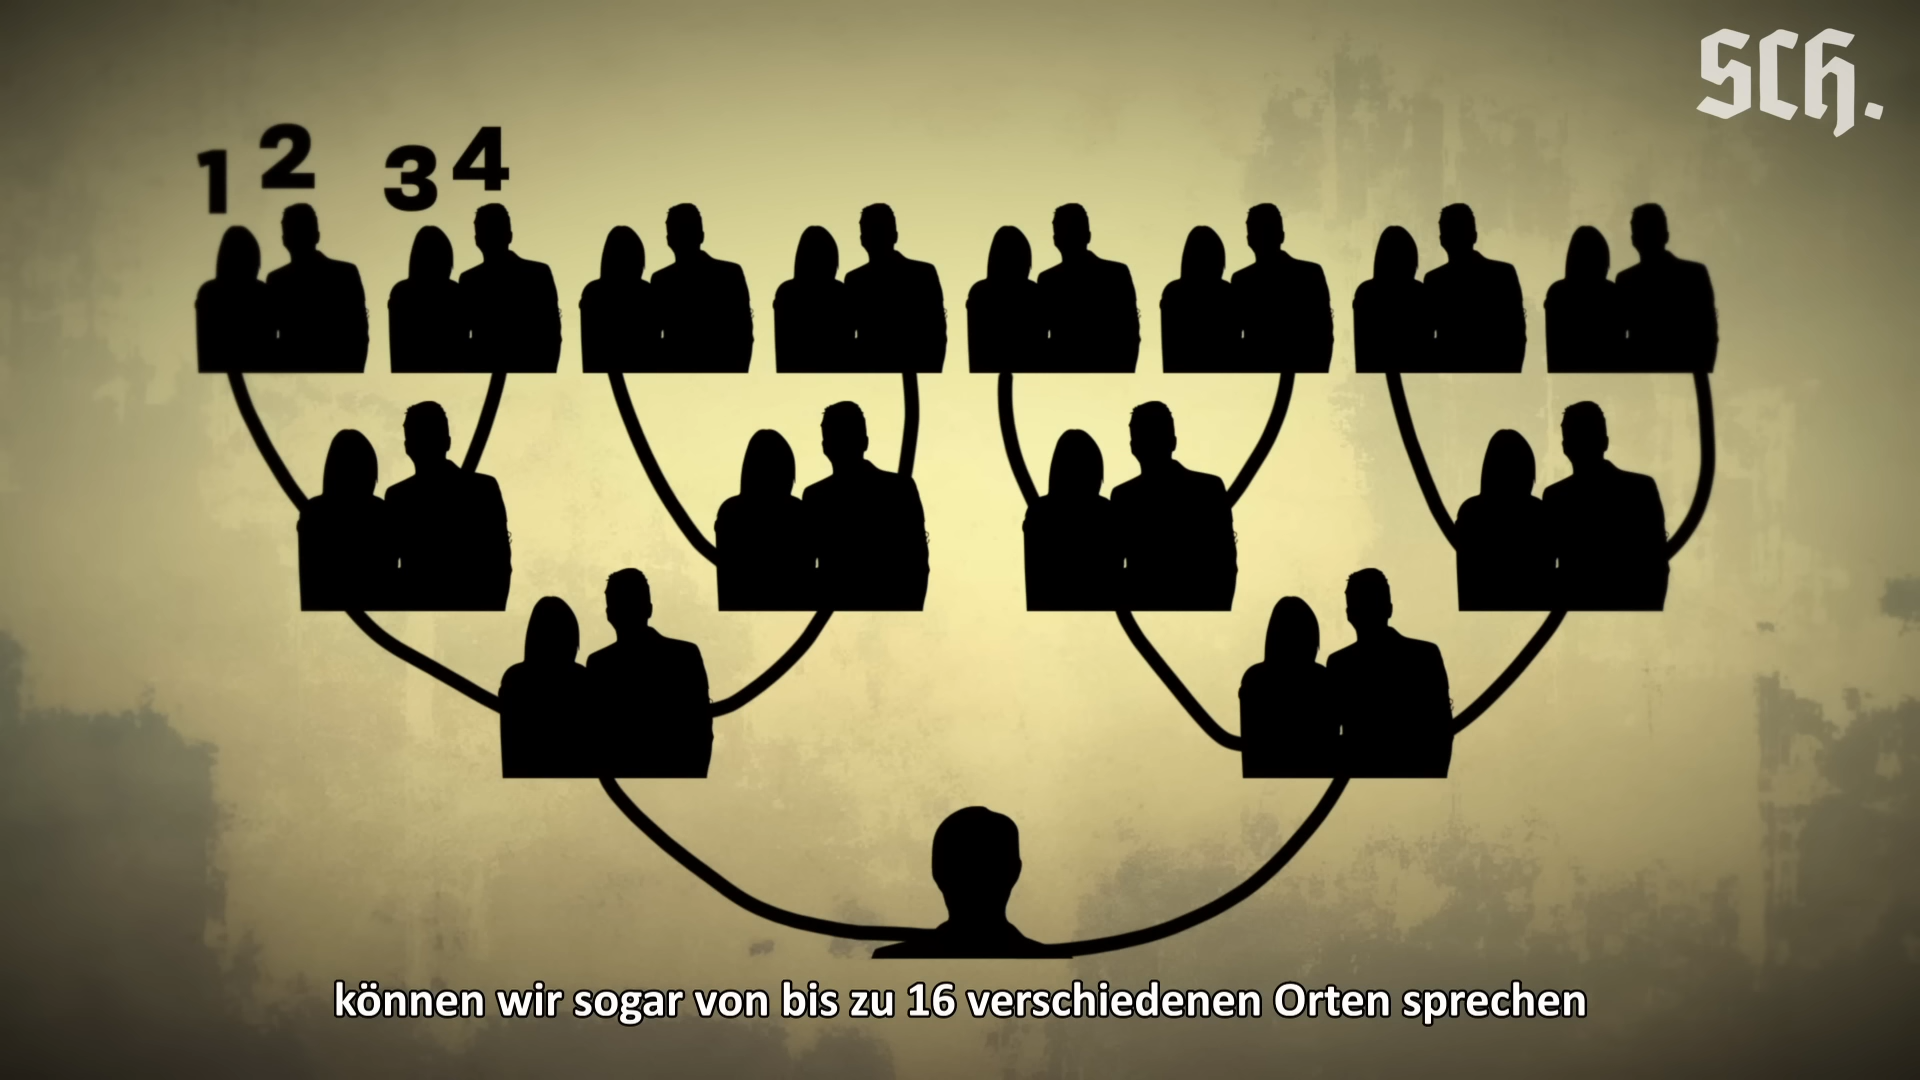 sch.
1 2 3 4
können wir sogar von bis zu 16 verschiedenen Orten sprechen